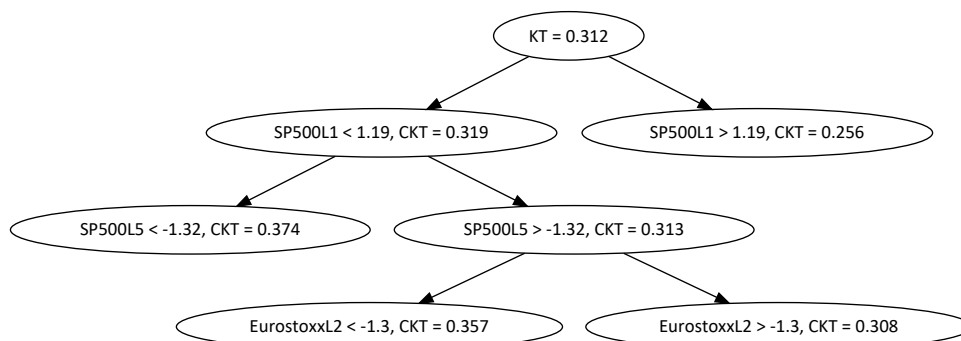 KT = 0.312
SP500L1 < 1.19, CKT = 0.319
SP500L1 > 1.19, CKT = 0.256
SP500L5 < -1.32, CKT = 0.374
SP500L5 > -1.32, CKT = 0.313
EurostoxxL2 < -1.3, CKT = 0.357
EurostoxxL2 > -1.3, CKT = 0.308